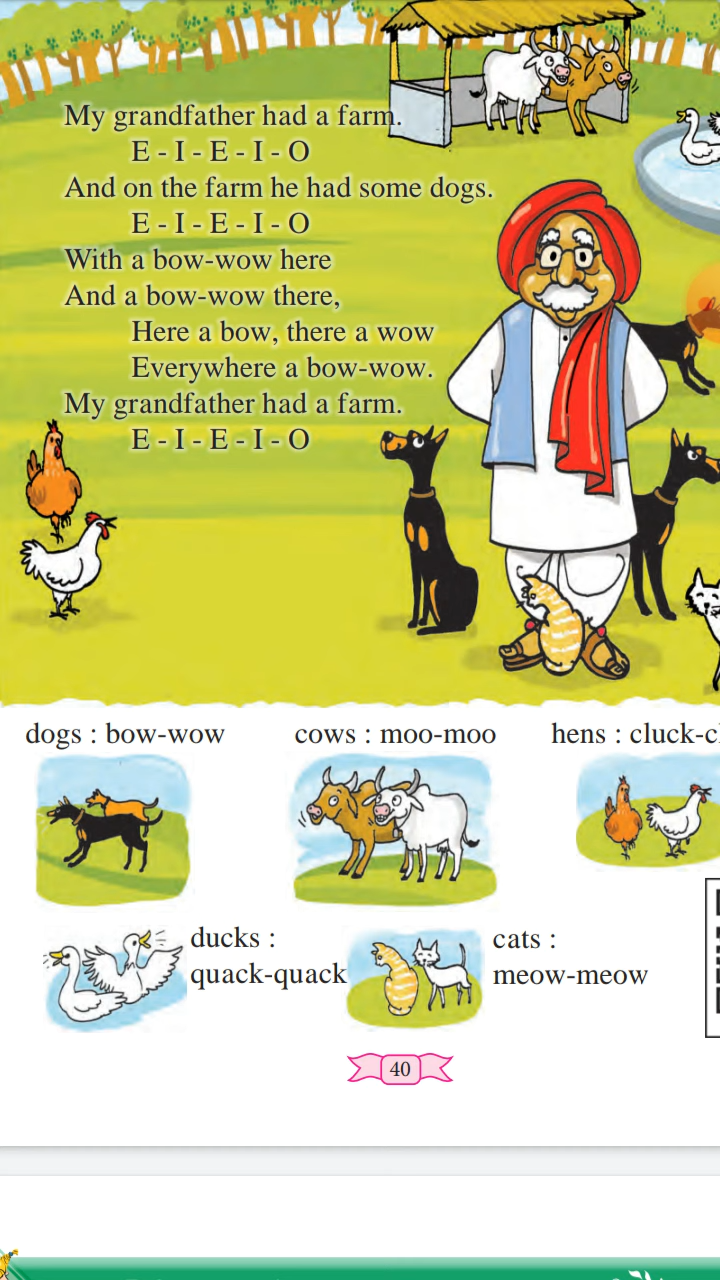 My grandfather had a farm.
E - I - E - I - O
And on the farm he had some dogs.
E - I - E - I - O
With a bow-wow here
And a bow-wow there,
Here a bow, there a wow
Everywhere a bow-wow.
My grandfather had a farm.
E - I - E - I - O
dogs : bow-wow
cows : moo-moo
hens : cluck-c
ducks :
quack-quack
cats :
meow-meow
40